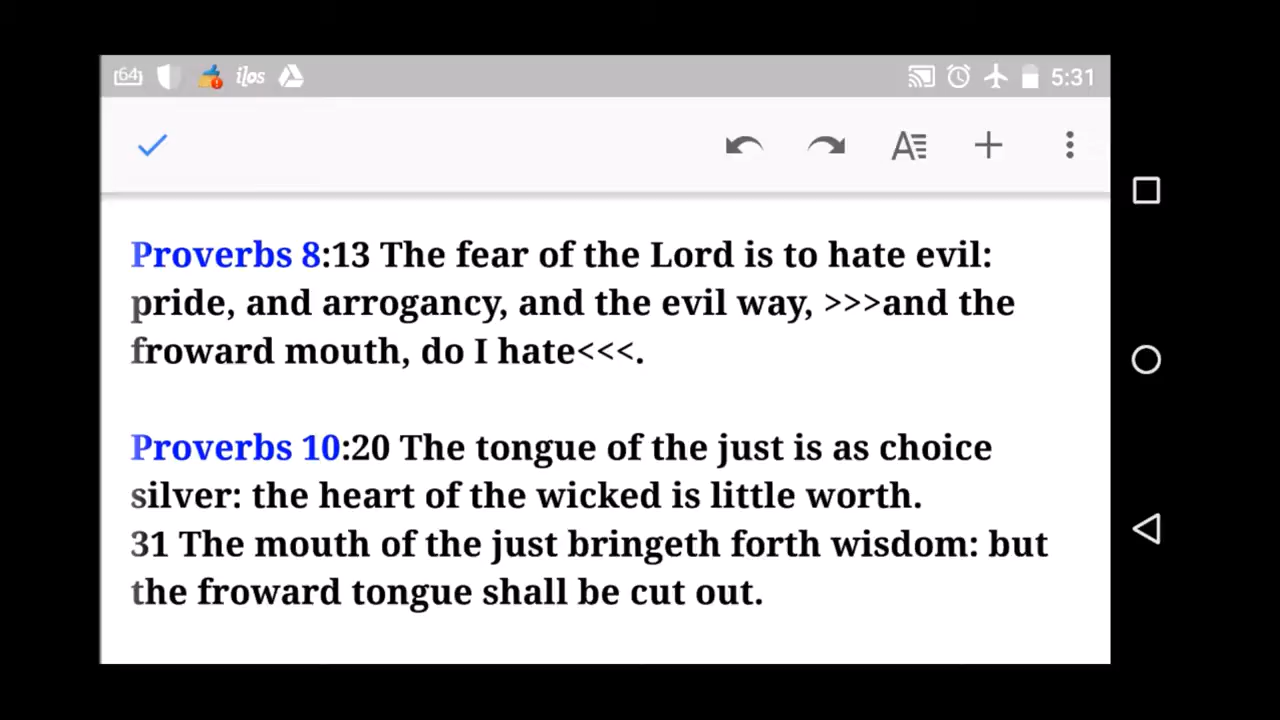 64 ilos 5:31
Proverbs 8:13 The fear of the Lord is to hate evil:
pride, and arrogancy, and the evil way, >>>and the
froward mouth, do I hate<<<.
Proverbs 10:20 The tongue of the just is as choice
silver: the heart of the wicked is little worth.
31 The mouth of the just bringeth forth wisdom: but
the froward tongue shall be cut out.